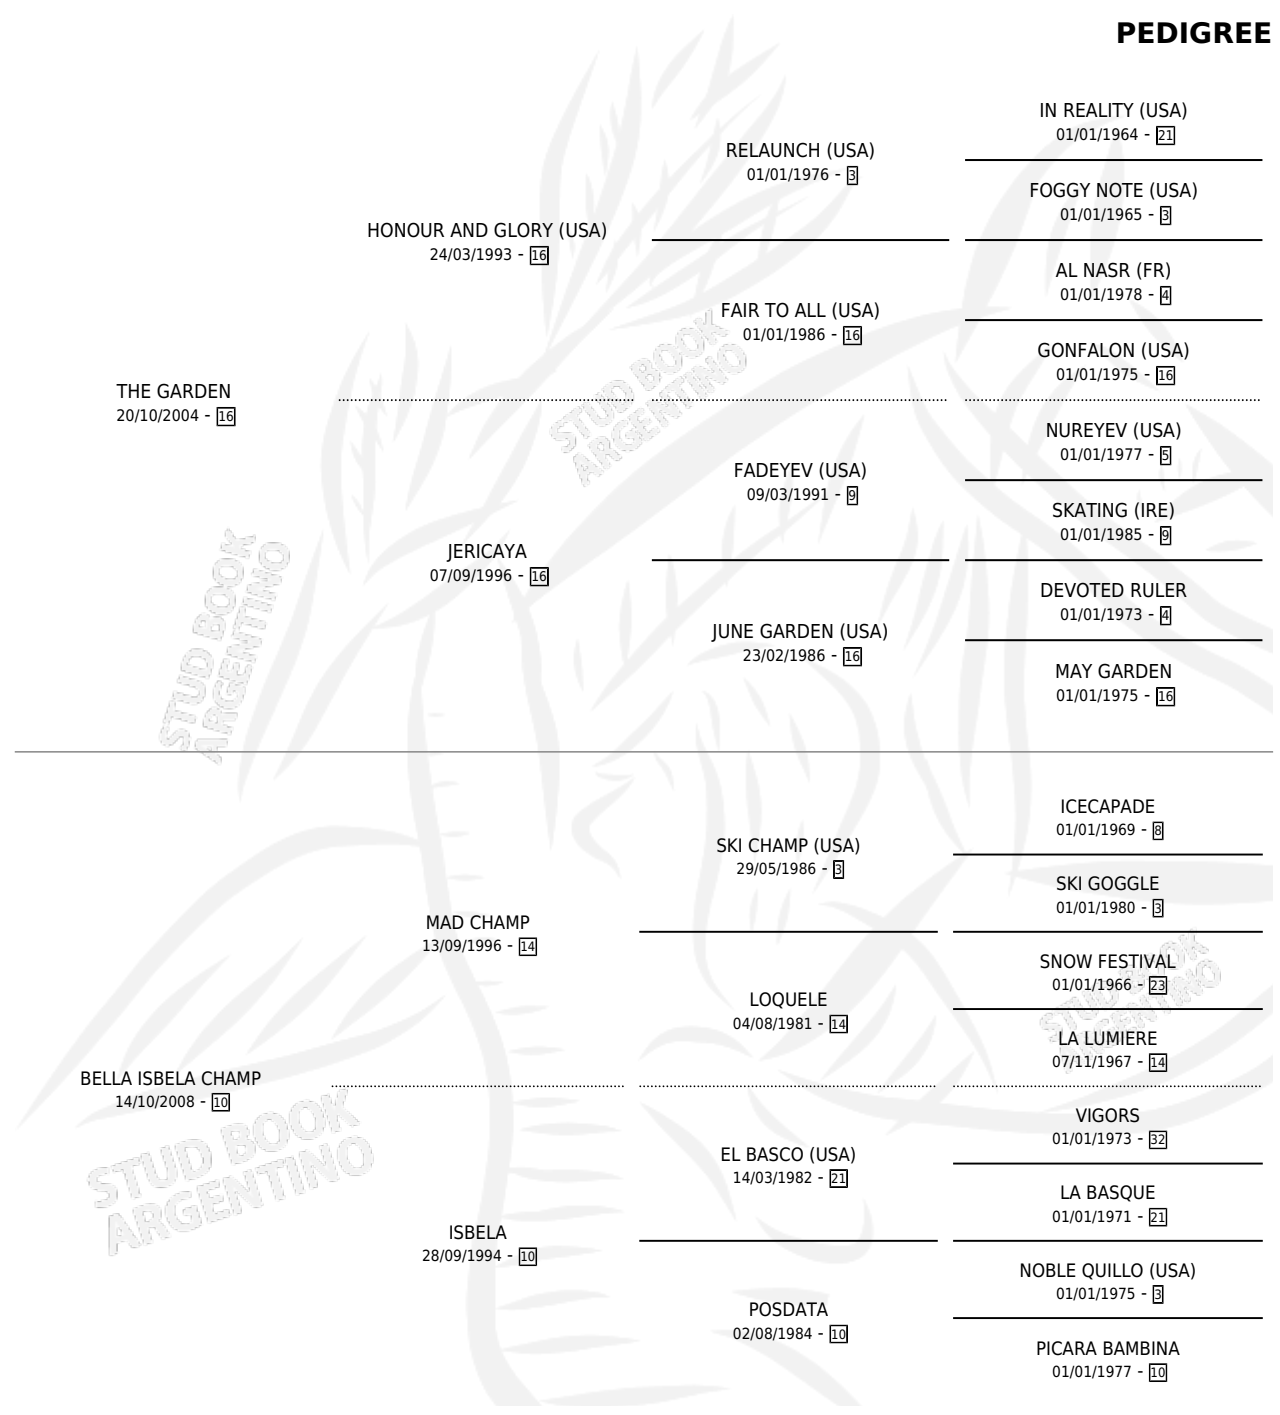 PEDIGREE
IN REALITY (USA)
01/01/1964 - 21
RELAUNCH (USA)
01/01/1976 - 3
FOGGY NOTE (USA)
01/01/1965 - 3
HONOUR AND GLORY (USA)
24/03/1993 - 16
AL NASR (FR)
01/01/1978 - 4
FAIR TO ALL (USA)
01/01/1986 - 16
GONFALON (USA)
01/01/1975 - 16
THE GARDEN
20/10/2004 - 16
NUREYEV (USA)
01/01/1977 - 5
FADEYEV (USA)
09/03/1991 - 9
SKATING (IRE)
01/01/1985 - 9
JERICAYA
07/09/1996 - 16
DEVOTED RULER
01/01/1973 - 4
JUNE GARDEN (USA)
23/02/1986 - 16
MAY GARDEN
01/01/1975 - 16
ICECAPADE
01/01/1969 - 8
SKI CHAMP (USA)
29/05/1986 - 3
SKI GOGGLE
01/01/1980 - 3
MAD CHAMP
13/09/1996 - 14
SNOW FESTIVAL
01/01/1966 - 23
LOQUELE
04/08/1981 - 14
LA LUMIERE
07/11/1967 - 14
BELLA ISBELA CHAMP
14/10/2008 - 10
VIGORS
01/01/1973 - 32
EL BASCO (USA)
14/03/1982 - 21
LA BASQUE
01/01/1971 - 21
ISBELA
28/09/1994 - 10
NOBLE QUILLO (USA)
01/01/1975 - 3
POSDATA
02/08/1984 - 10
PICARA BAMBINA
01/01/1977 - 10
STUD BOOK
ARGENTINO
STUD BOOK
ARGENTINO
STUD BOOK
ARGENTINO
STUD BOOK
ARGENTINO